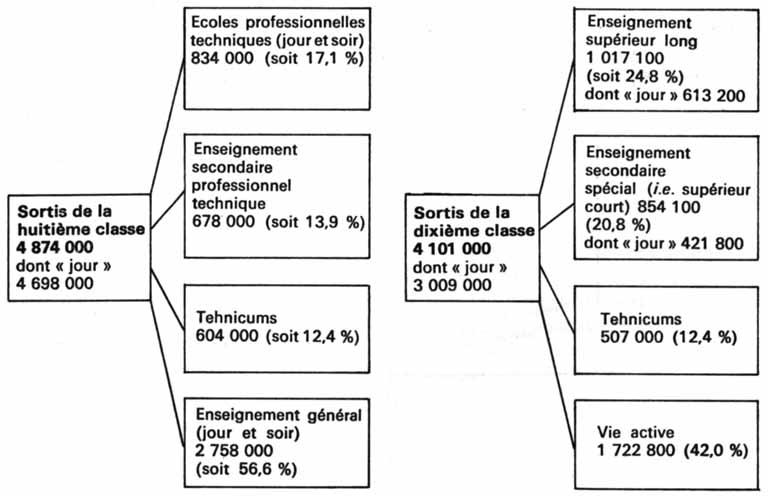 Ecoles professionnelles
techniques (jour et soir)
834 000 (soit 17,1 %)
Enseignement
secondaire
professionnel
technique
678 000 (soit 13,9 %)
Sortis de la
huitième classe
4 874 000
dont « jour »
4 698 000
Tehnicums
604 000 (soit 12,4 %)
Enseignement général
(jour et soir)
2 758 000
(soit 56,6 %)
Enseignement
supérieur long
1 017 100
(soit 24,8 %)
dont « jour » 613 200
Enseignement
secondaire
spécial (i.e. supérieur
court) 854 100
(20,8 %)
dont « jour » 421 800
Sortis de la
dixième classe
4 101 000
dont « jour »
3 009 000
Tehnicums
507 000 (12,4 %)
Vie active
1 722 800 (42,0 %)